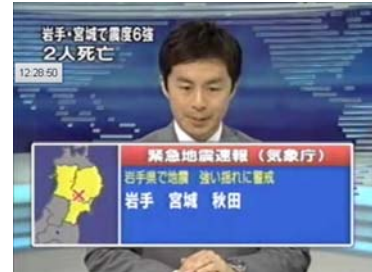 岩手・宮城で震度6強
2人死亡
12:28:50
緊急地震速報（気象庁）
岩手県で地震 強い揺れに警戒
岩手 宮城 秋田